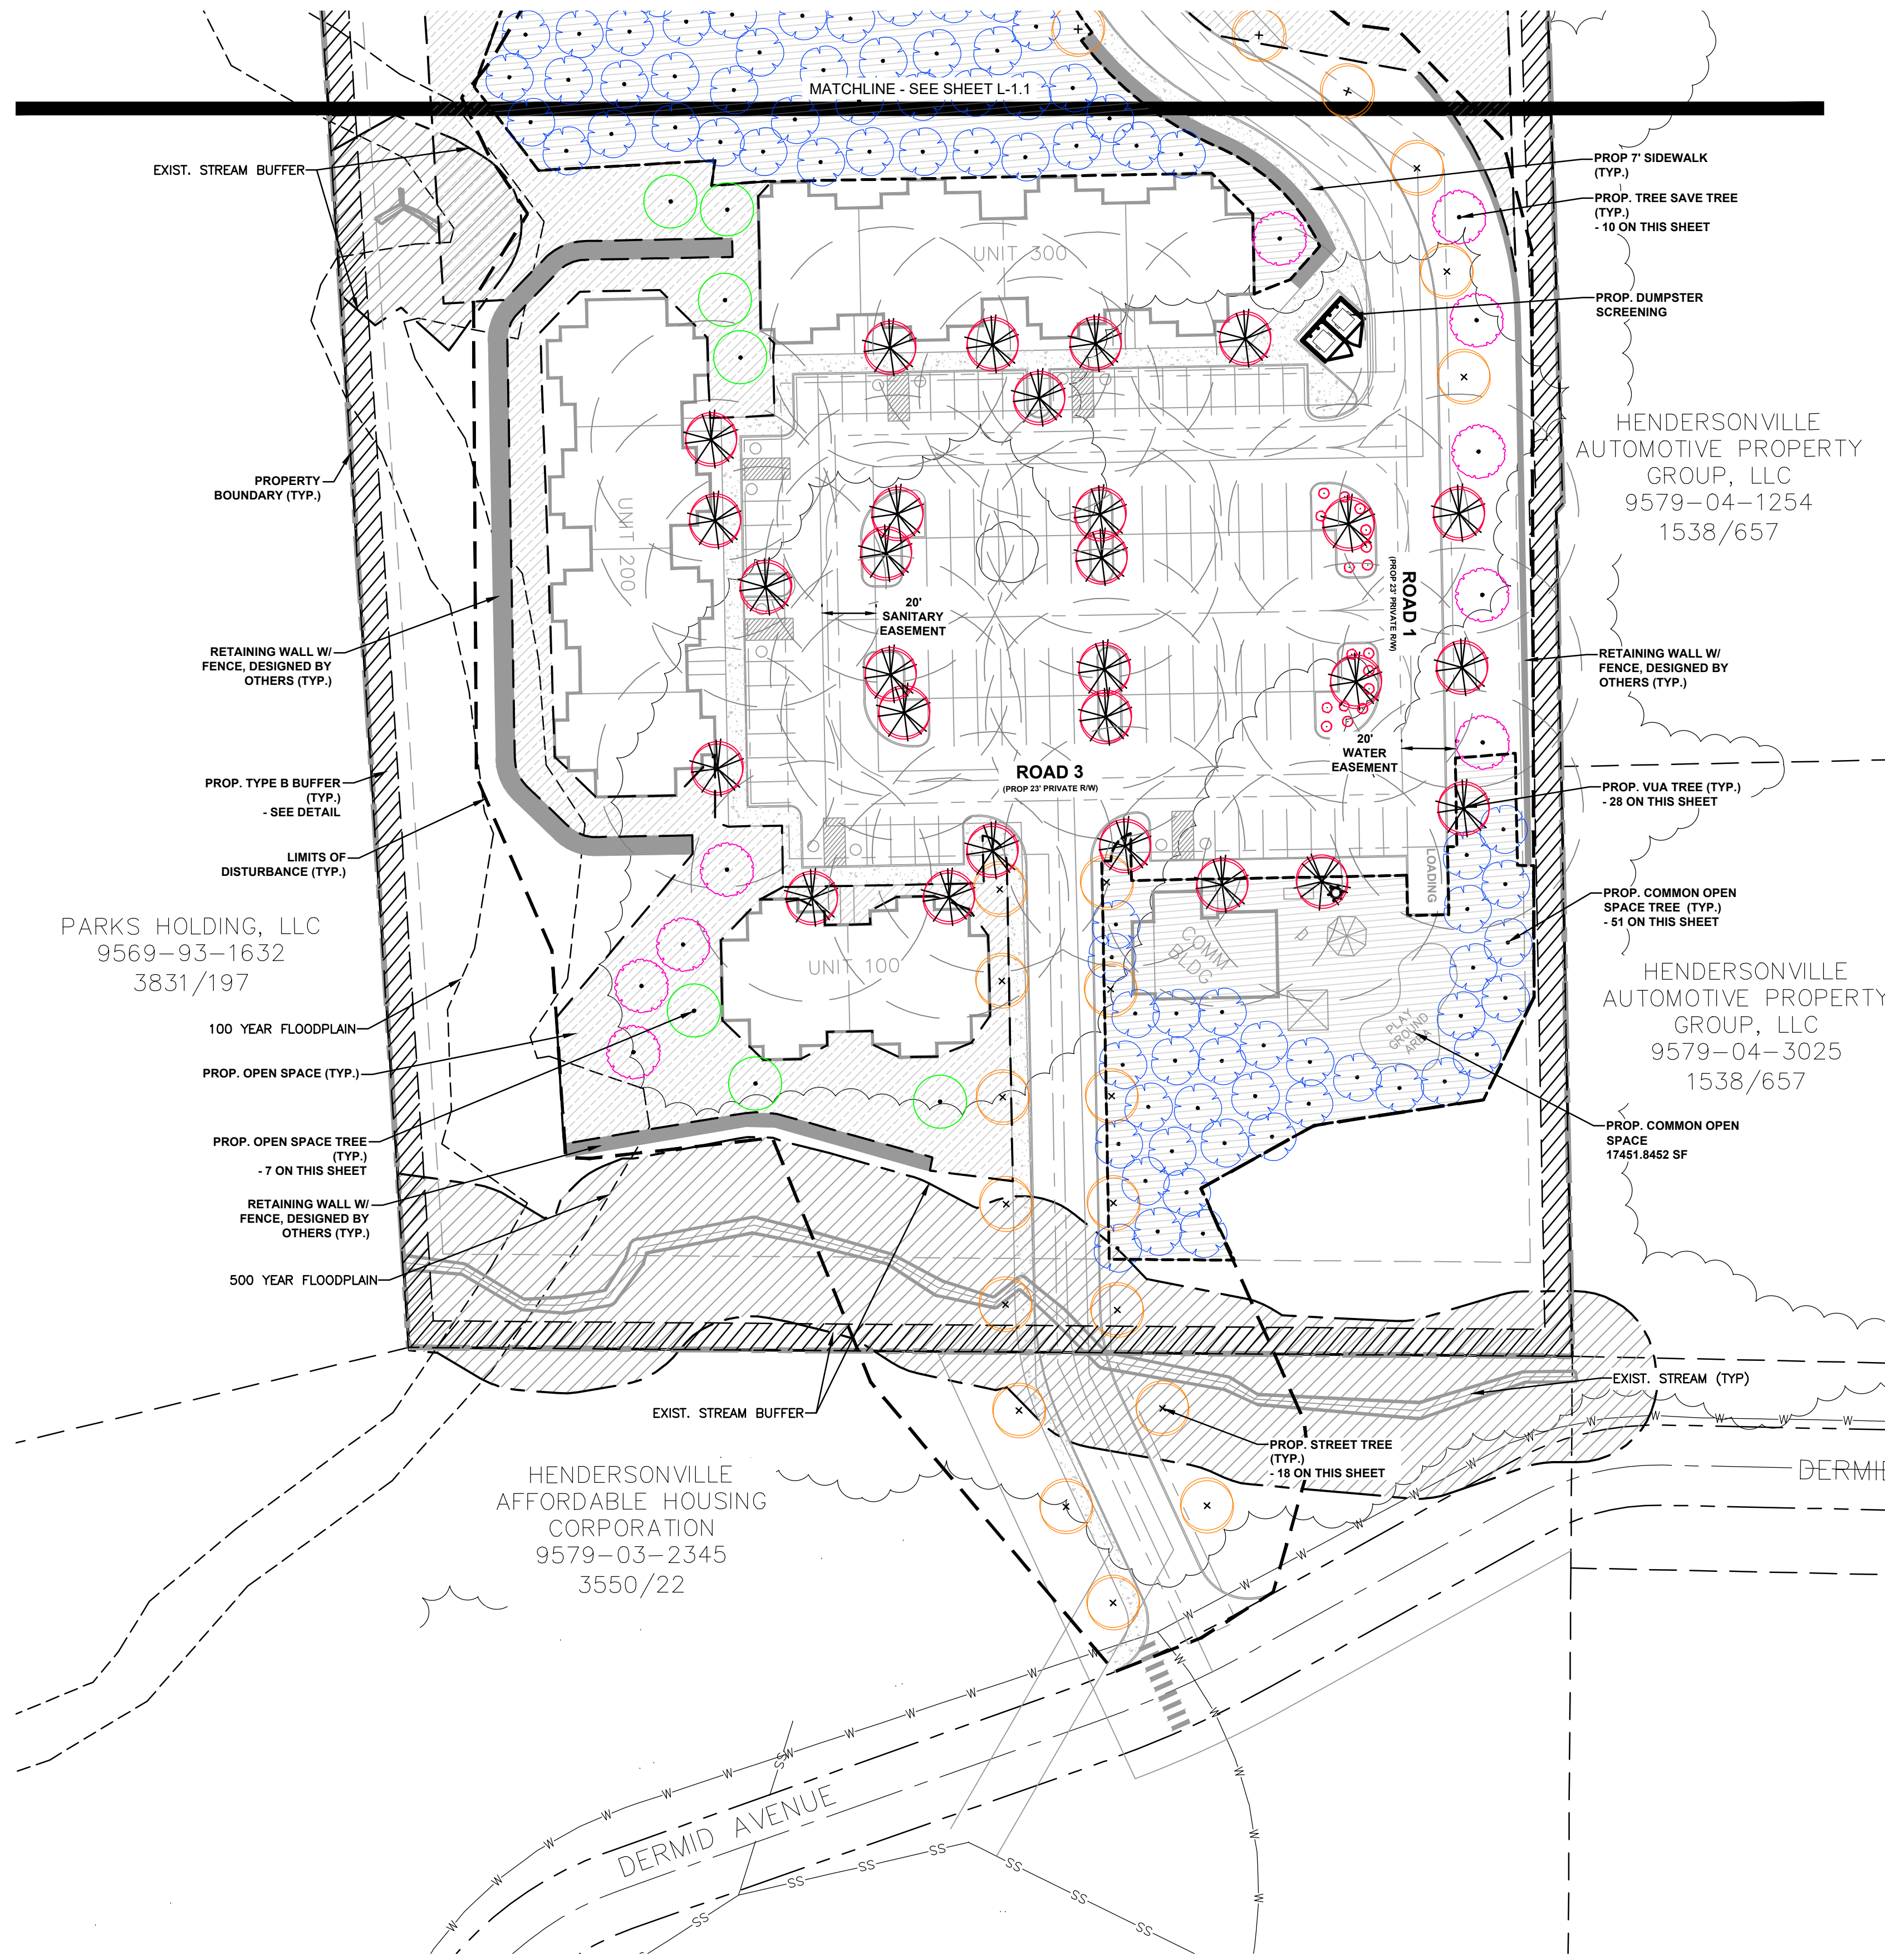 MATCHLINE - SEE SHEET L-1.1
EXIST. STREAM BUFFER
PROP 7' SIDEWALK
(TYP.)
PROP. TREE SAVE TREE
(TYP.)
- 10 ON THIS SHEET
UNIT 300
PROP. DUMPSTER
SCREENING
HENDERSONVILLE
AUTOMOTIVE PROPERTY
GROUP, LLC
9579-04-1254
1538/657
PROPERTY
BOUNDARY (TYP.)
UNIT 200
ROAD 1
(PROP 23' PRIVATE R/W)
20'
SANITARY
EASEMENT
RETAINING WALL W/
FENCE, DESIGNED BY
OTHERS (TYP.)
RETAINING WALL W/
FENCE, DESIGNED BY
OTHERS (TYP.)
20'
WATER
EASEMENT
ROAD 3
(PROP 23' PRIVATE R/W)
PROP. TYPE B BUFFER
(TYP.)
- SEE DETAIL
PROP. VUA TREE (TYP.)
- 28 ON THIS SHEET
LIMITS OF
DISTURBANCE (TYP.)
LOADING
PROP. COMMON OPEN
SPACE TREE (TYP.)
- 51 ON THIS SHEET
PARKS HOLDING, LLC
9569-93-1632
3831/197
UNIT 100
COMM
BLDG
HENDERSONVILLE
AUTOMOTIVE PROPERTY
GROUP, LLC
9579-04-3025
1538/657
100 YEAR FLOODPLAIN
PLAY
GROUND
AREA
PROP. OPEN SPACE (TYP.)
PROP. COMMON OPEN
SPACE
17451.8452 SF
PROP. OPEN SPACE TREE
(TYP.)
- 7 ON THIS SHEET
RETAINING WALL W/
FENCE, DESIGNED BY
OTHERS (TYP.)
500 YEAR FLOODPLAIN
EXIST. STREAM (TYP)
EXIST. STREAM BUFFER
PROP. STREET TREE
(TYP.)
- 18 ON THIS SHEET
DERMID
HENDERSONVILLE
AFFORDABLE HOUSING
CORPORATION
9579-03-2345
3550/22
DERMID AVENUE